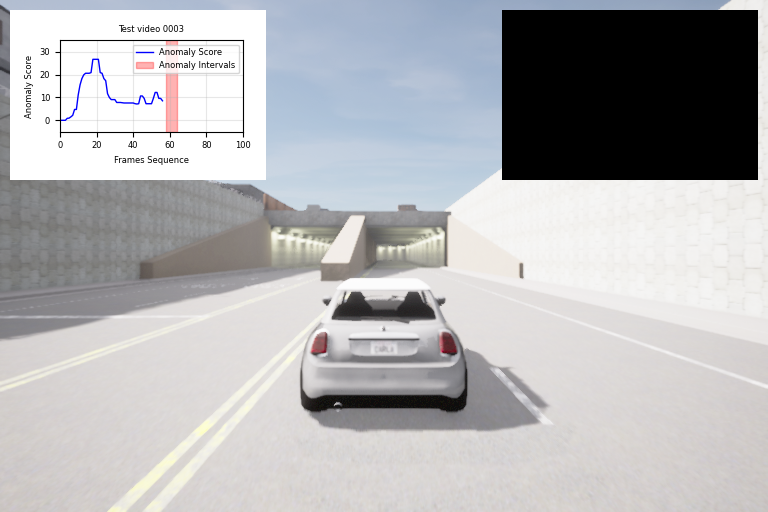 Test video 0003
Anomaly Score
30
20
10
0
Anomaly Score
Anomaly Intervals
0 20 40 60 80 100
Frames Sequence